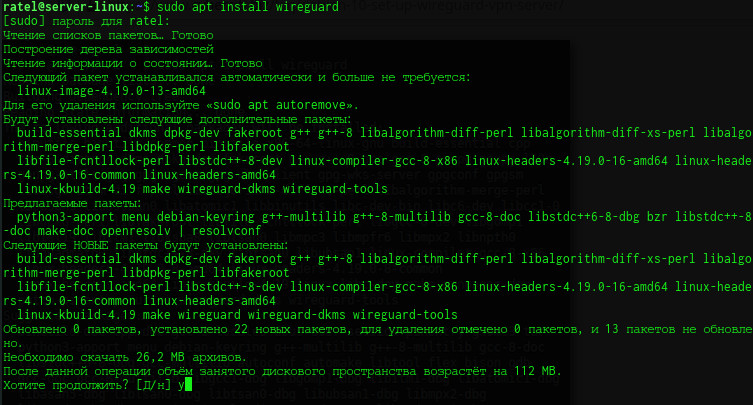 ratel@server-linux:~$ sudo apt install wireguard
[sudo] пароль для ratel:
Чтение списков пакетов… Готово
Построение дерева зависимостей
Чтение информации о состоянии… Готово
Следующий пакет устанавливался автоматически и больше не требуется:
linux-image-4.19.0-13-amd64
Для его удаления используйте «sudo apt autoremove».
Будут установлены следующие дополнительные пакеты:
build-essential dkms dpkg-dev fakeroot g++ g++-8 libalgorithm-diff-perl libalgorithm-diff-xs-perl libalgo
rithm-merge-perl libdpkg-perl libfakeroot
libfile-fcntllock-perl libstdc++-8-dev linux-compiler-gcc-8-x86 linux-headers-4.19.0-16-amd64 linux-heade
rs-4.19.0-16-common linux-headers-amd64
linux-kbuild-4.19 make wireguard-dkms wireguard-tools
Предлагаемые пакеты:
python3-apport menu debian-keyring g++-multilib g++-8-multilib gcc-8-doc libstdc++6-8-dbg bzr libstdc++-8
-doc make-doc openresolv | resolvconf
Следующие НОВЫЕ пакеты будут установлены:
build-essential dkms dpkg-dev fakeroot g++ g++-8 libalgorithm-diff-perl libalgorithm-diff-xs-perl libalgo
rithm-merge-perl libdpkg-perl libfakeroot
libfile-fcntllock-perl libstdc++-8-dev linux-compiler-gcc-8-x86 linux-headers-4.19.0-16-amd64 linux-heade
rs-4.19.0-16-common linux-headers-amd64
linux-kbuild-4.19 make wireguard wireguard-dkms wireguard-tools
Обновлено 0 пакетов, установлено 22 новых пакетов, для удаления отмечено 0 пакетов, и 13 пакетов не обновле
но.
Необходимо скачать 26,2 MB архивов.
После данной операции объём занятого дискового пространства возрастёт на 112 MB.
Хотите продолжить? [Д/н] y